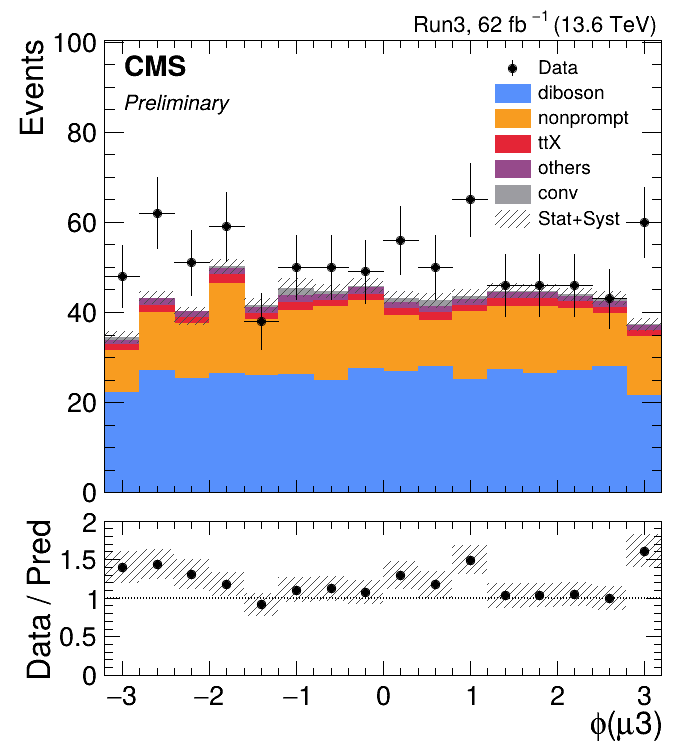 Run3, 62 fb⁻¹ (13.6 TeV)
Events
100
80
60
40
20
0
CMS
Preliminary
Data
diboson
nonprompt
ttX
others
conv
Stat+Syst
Data / Pred
2
1.5
1
0.5
0
−3 −2 −1 0 1 2 3
ϕ(μ3)